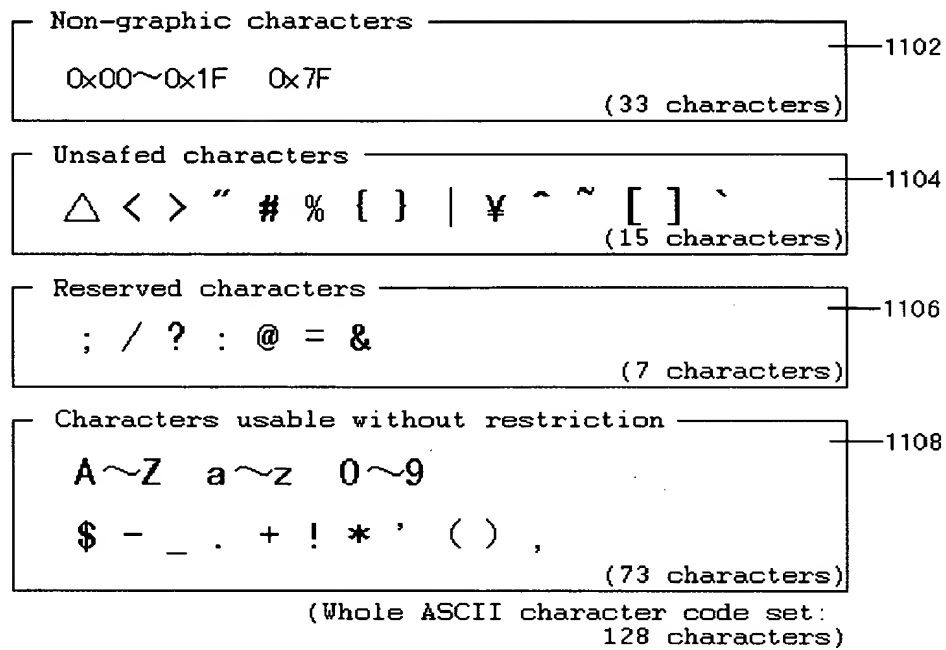 Non-graphic characters
1102
0x00～0x1F 0x7F
(33 characters)
Unsafed characters
1104
△ < > ″ # % { } | ¥ ^ ~ [ ] `
(15 characters)
Reserved characters
1106
; / ? : @ = &
(7 characters)
Characters usable without restriction
1108
A～Z a～z 0～9
$ - _ . + ! * ' ( ) ,
(73 characters)
(Whole ASCII character code set:
128 characters)